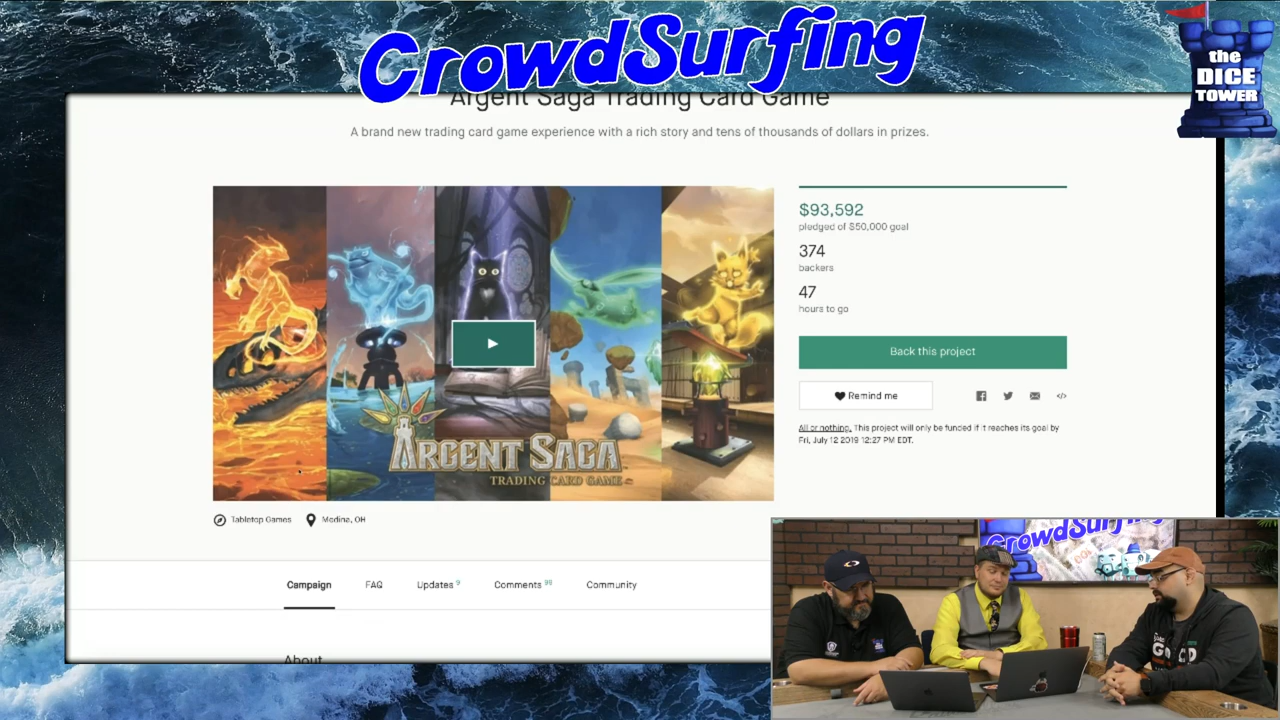 CrowdSurfing
the
DICE
TOWER
Argent Saga Trading Card Game
A brand new trading card game experience with a rich story and tens of thousands of dollars in prizes.
$93,592
pledged of $50,000 goal
374
backers
47
hours to go
Back this project
Remind me
All or nothing. This project will only be funded if it reaches its goal by
Fri, July 12 2019 12:27 PM EDT.
ARGENT SAGA
TRADING CARD GAME
Tabletop Games
Medina, OH
Campaign
FAQ
Updates 9
Comments 99
Community
About
CrowdSurfing